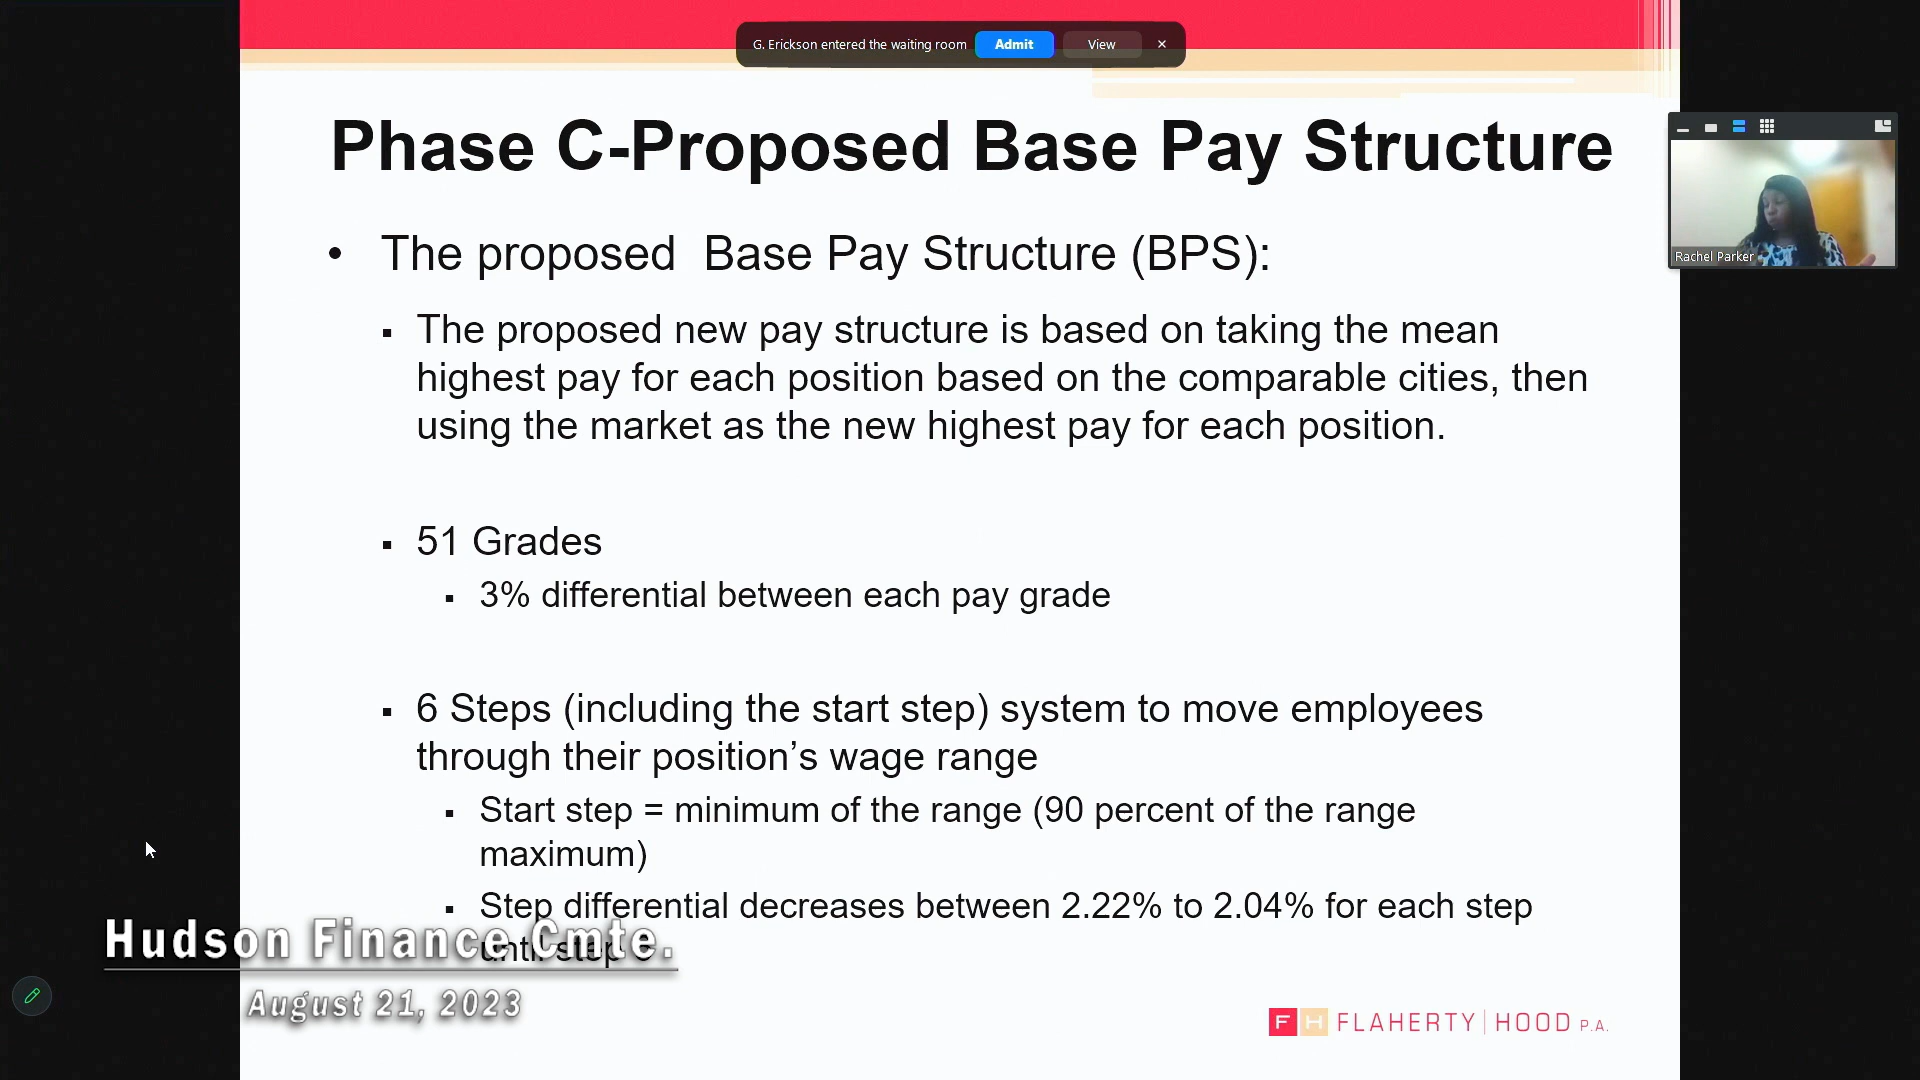 G. Erickson entered the waiting room Admit View
Phase C-Proposed Base Pay Structure
• The proposed Base Pay Structure (BPS):
▪ The proposed new pay structure is based on taking the mean
highest pay for each position based on the comparable cities, then
using the market as the new highest pay for each position.
▪ 51 Grades
▪ 3% differential between each pay grade
▪ 6 Steps (including the start step) system to move employees
through their position’s wage range
▪ Start step = minimum of the range (90 percent of the range
maximum)
▪ Step differential decreases between 2.22% to 2.04% for each step
until step
Rachel Parker
Hudson Finance Cmte.
August 21, 2023
FH FLAHERTY | HOOD P.A.